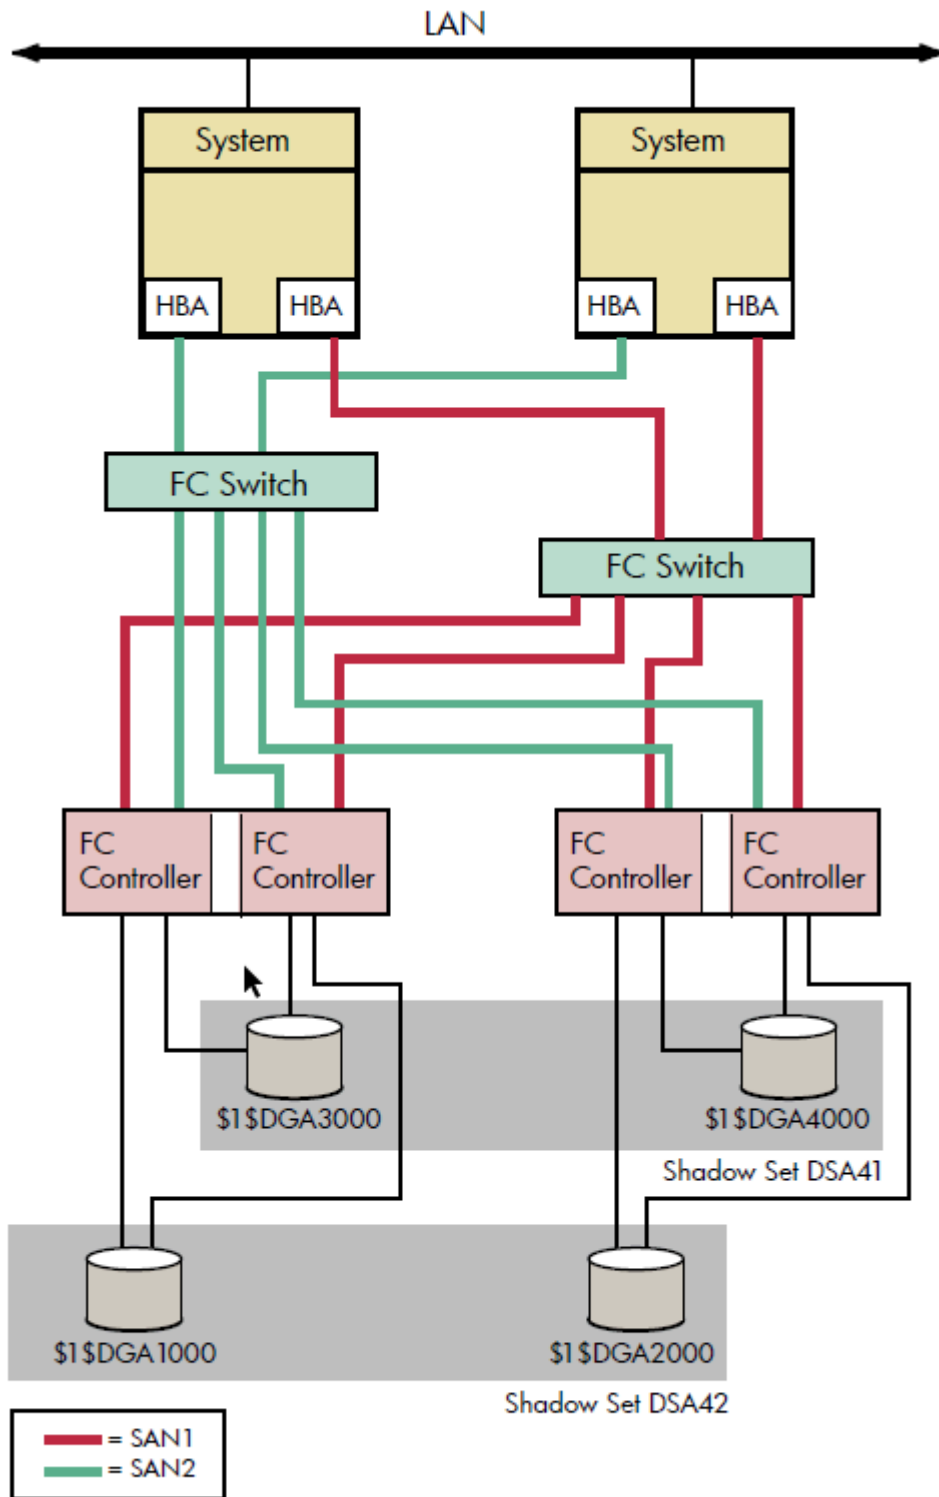 LAN
System
System
HBA
HBA
HBA
HBA
FC Switch
FC Switch
FC
Controller
FC
Controller
FC
Controller
FC
Controller
$1$DGA3000
$1$DGA4000
Shadow Set DSA41
$1$DGA1000
$1$DGA2000
Shadow Set DSA42
= SAN1
= SAN2